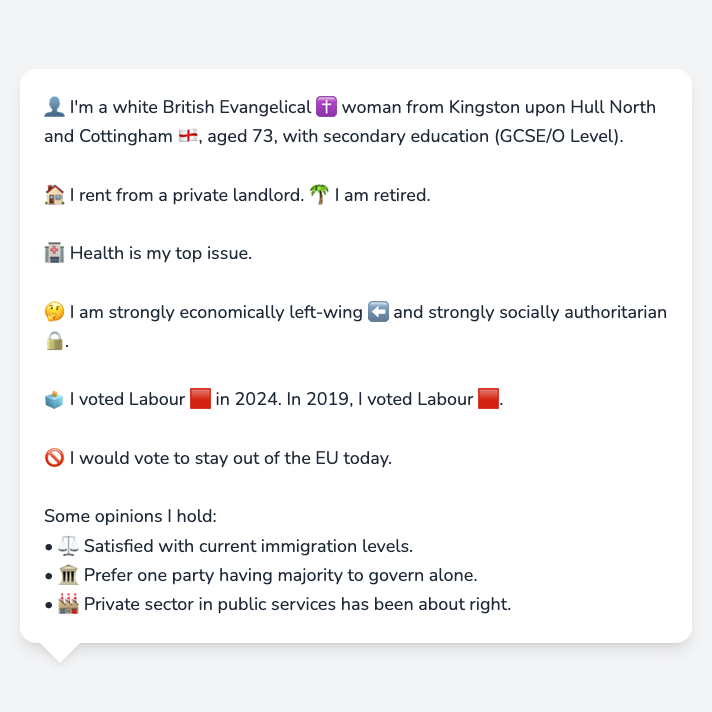 👤 I'm a white British Evangelical ✝️ woman from Kingston upon Hull North
and Cottingham 🏴󠁧󠁢󠁥󠁮󠁧󠁿, aged 73, with secondary education (GCSE/O Level).
🏠 I rent from a private landlord. 🌴 I am retired.
🏥 Health is my top issue.
🤔 I am strongly economically left-wing ⬅️ and strongly socially authoritarian
🔒.
🗳️ I voted Labour 🟥 in 2024. In 2019, I voted Labour 🟥.
🚫 I would vote to stay out of the EU today.
Some opinions I hold:
• ⚖️ Satisfied with current immigration levels.
• 🏛️ Prefer one party having majority to govern alone.
• 🏭 Private sector in public services has been about right.